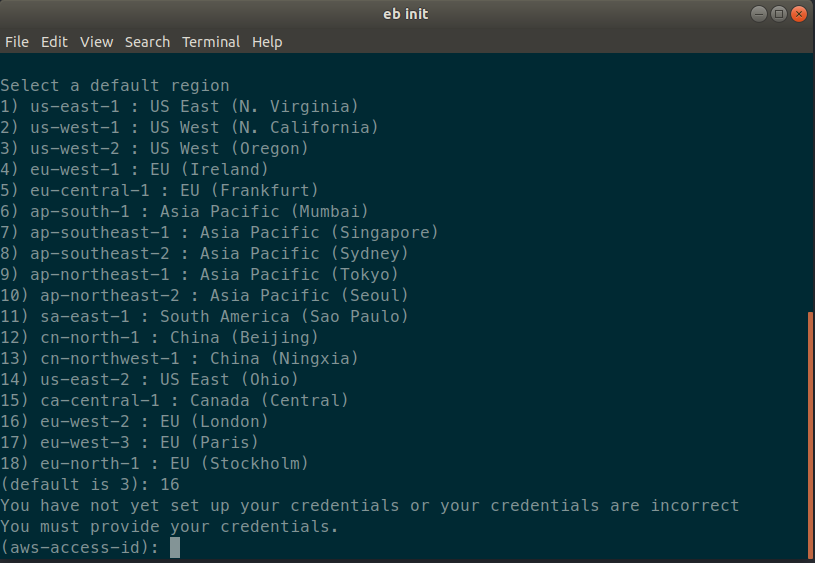 eb init
File Edit View Search Terminal Help
Select a default region
1) us-east-1 : US East (N. Virginia)
2) us-west-1 : US West (N. California)
3) us-west-2 : US West (Oregon)
4) eu-west-1 : EU (Ireland)
5) eu-central-1 : EU (Frankfurt)
6) ap-south-1 : Asia Pacific (Mumbai)
7) ap-southeast-1 : Asia Pacific (Singapore)
8) ap-southeast-2 : Asia Pacific (Sydney)
9) ap-northeast-1 : Asia Pacific (Tokyo)
10) ap-northeast-2 : Asia Pacific (Seoul)
11) sa-east-1 : South America (Sao Paulo)
12) cn-north-1 : China (Beijing)
13) cn-northwest-1 : China (Ningxia)
14) us-east-2 : US East (Ohio)
15) ca-central-1 : Canada (Central)
16) eu-west-2 : EU (London)
17) eu-west-3 : EU (Paris)
18) eu-north-1 : EU (Stockholm)
(default is 3): 16
You have not yet set up your credentials or your credentials are incorrect
You must provide your credentials.
(aws-access-id):